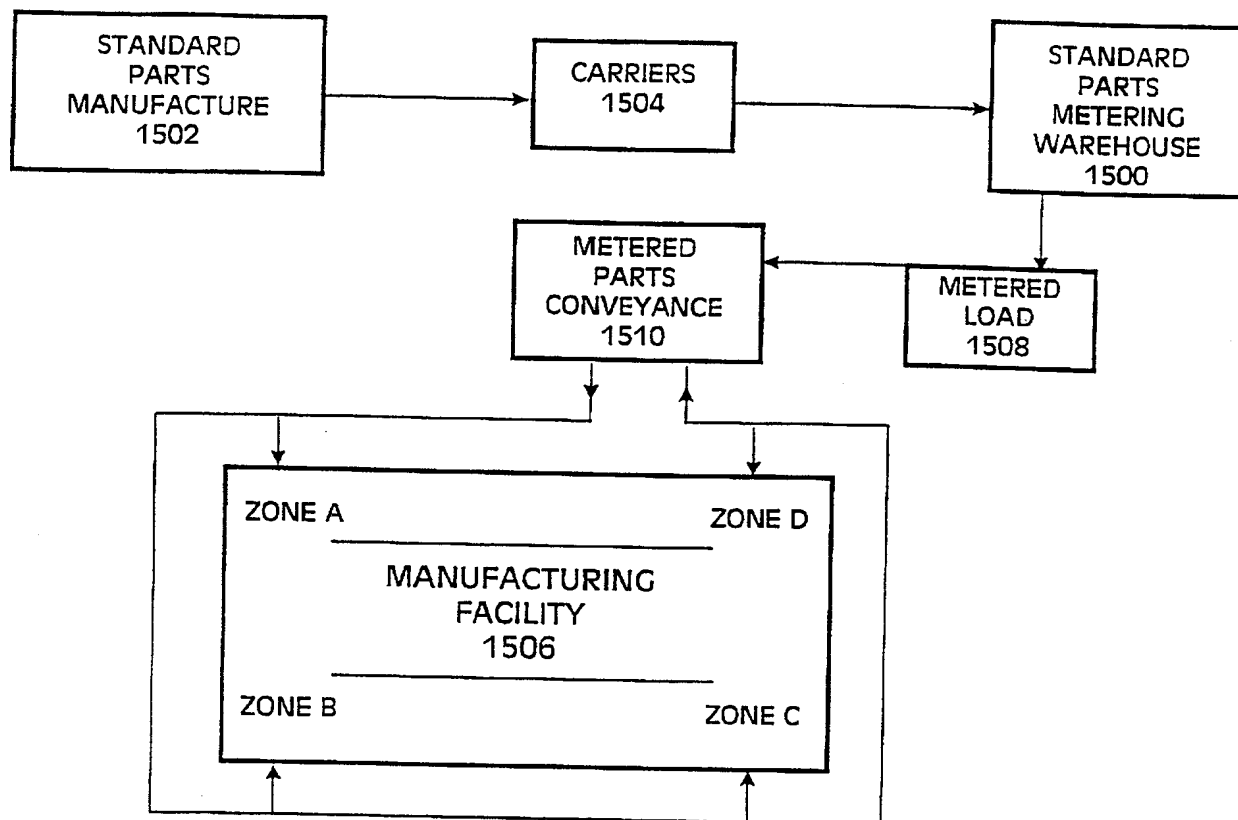 STANDARD
PARTS
MANUFACTURE
1502
CARRIERS
1504
STANDARD
PARTS
METERING
WAREHOUSE
1500
METERED
PARTS
CONVEYANCE
1510
METERED
LOAD
1508
ZONE A
ZONE D
MANUFACTURING
FACILITY
1506
ZONE B
ZONE C